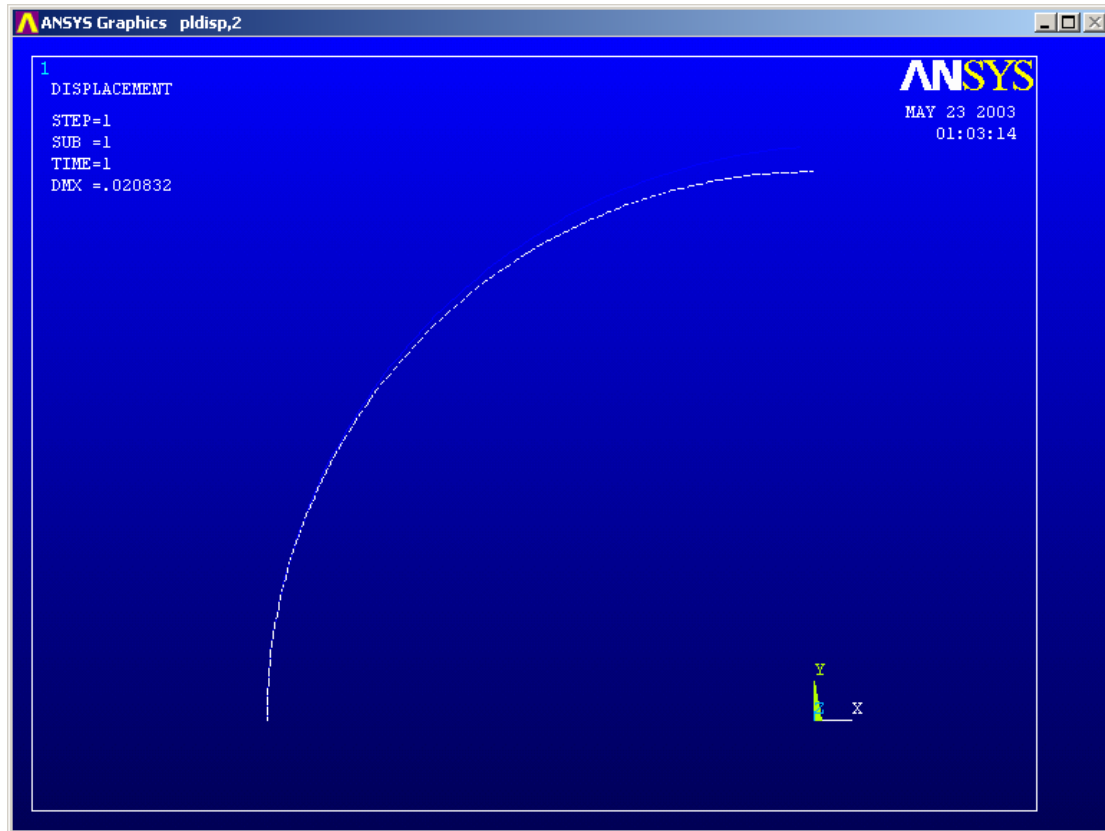 ANSYS Graphics pldisp,2
1
DISPLACEMENT
STEP=1
SUB =1
TIME=1
DMX =.020832
ANSYS
MAY 23 2003
01:03:14
Y
Z
X